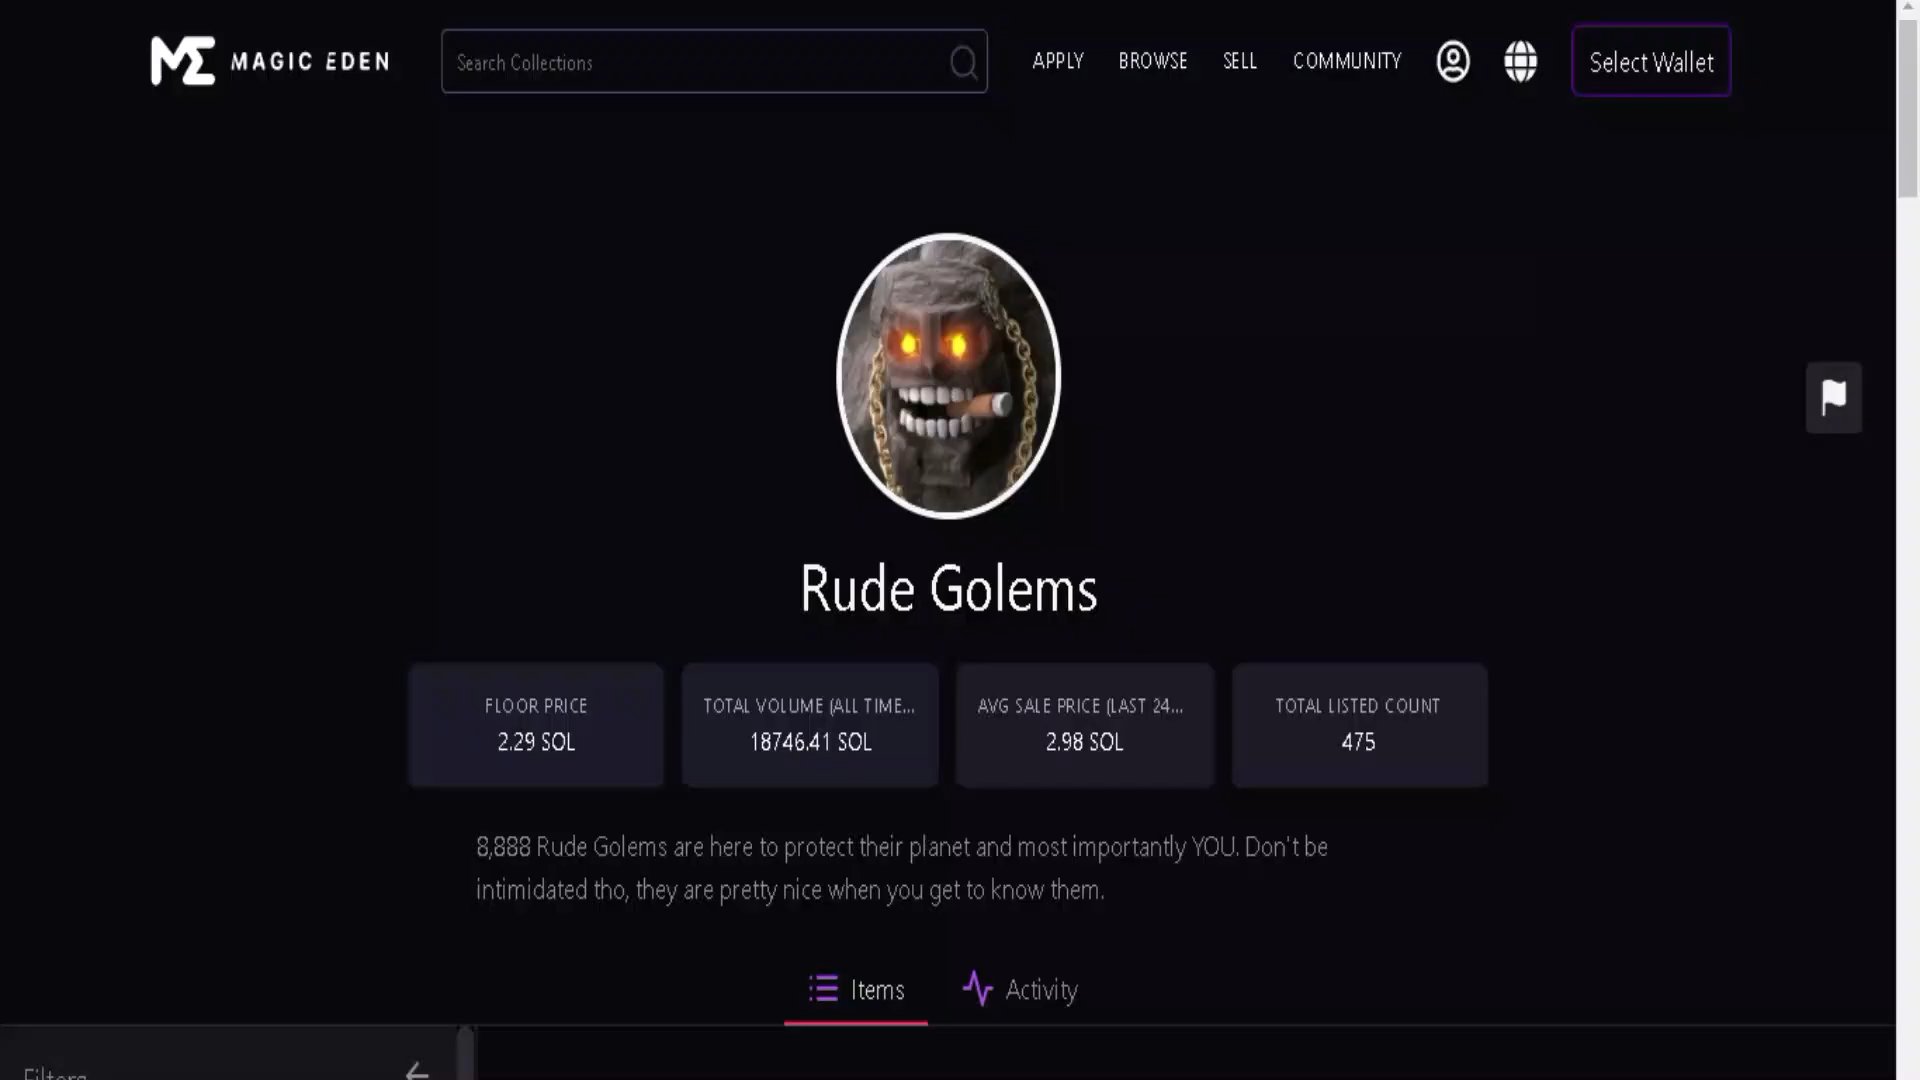 ME MAGIC EDEN
Search Collections
APPLY BROWSE SELL COMMUNITY
Select Wallet
Rude Golems
FLOOR PRICE
2.29 SOL
TOTAL VOLUME (ALL TIME...
18746.41 SOL
AVG SALE PRICE (LAST 24...
2.98 SOL
TOTAL LISTED COUNT
475
8,888 Rude Golems are here to protect their planet and most importantly YOU. Don't be
intimidated tho, they are pretty nice when you get to know them.
Items
Activity
Filters